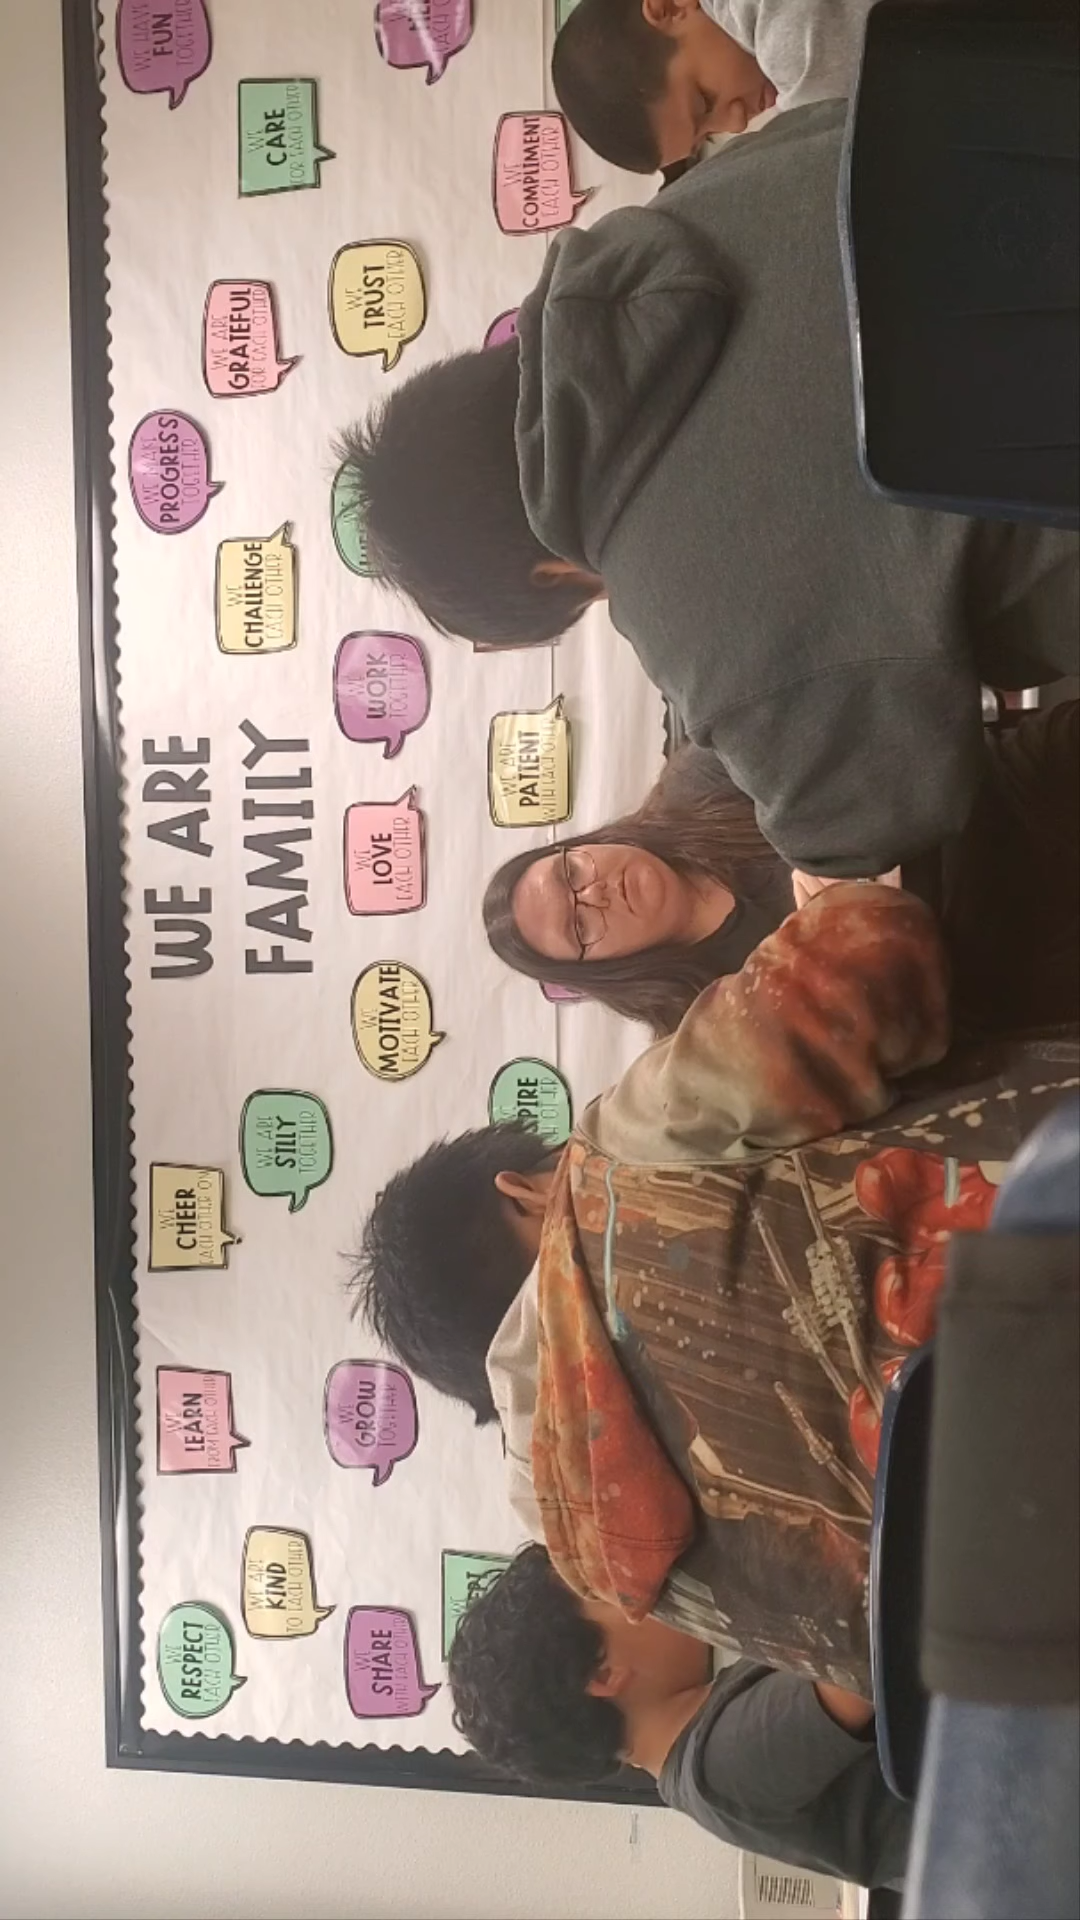 WE ARE
FAMILY
WE
RESPECT
EACH OTHER
WE
LEARN
FROM EACH OTHER
WE
CHEER
EACH OTHER ON
WE MAKE
PROGRESS
TOGETHER
WE HAVE
FUN
TOGETHER
WE ARE
KIND
TO EACH OTHER
WE ARE
SILLY
TOGETHER
WE
CHALLENGE
EACH OTHER
WE ARE
GRATEFUL
FOR EACH OTHER
WE
CARE
FOR EACH OTHER
WE
SHARE
WITH EACH OTHER
WE
GROW
TOGETHER
WE
MOTIVATE
EACH OTHER
WE
LOVE
EACH OTHER
WE
WORK
TOGETHER
WE
TRUST
EACH OTHER
WE
SPIRE
WE ARE
PATIENT
WITH EACH OTHER
WE
COMPLIMENT
EACH OTHER